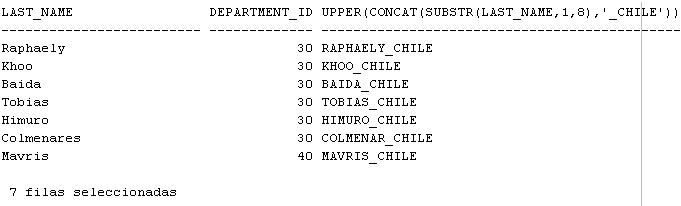 LAST_NAME DEPARTMENT_ID UPPER(CONCAT(SUBSTR(LAST_NAME,1,8),'_CHILE'))
------------------------- ------------- ---------------------------------------------
Raphaely 30 RAPHAELY_CHILE
Khoo 30 KHOO_CHILE
Baida 30 BAIDA_CHILE
Tobias 30 TOBIAS_CHILE
Himuro 30 HIMURO_CHILE
Colmenares 30 COLMENAR_CHILE
Mavris 40 MAVRIS_CHILE
7 filas seleccionadas